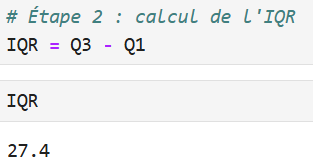 # Étape 2 : calcul de l'IQR
IQR = Q3 - Q1
IQR
27.4